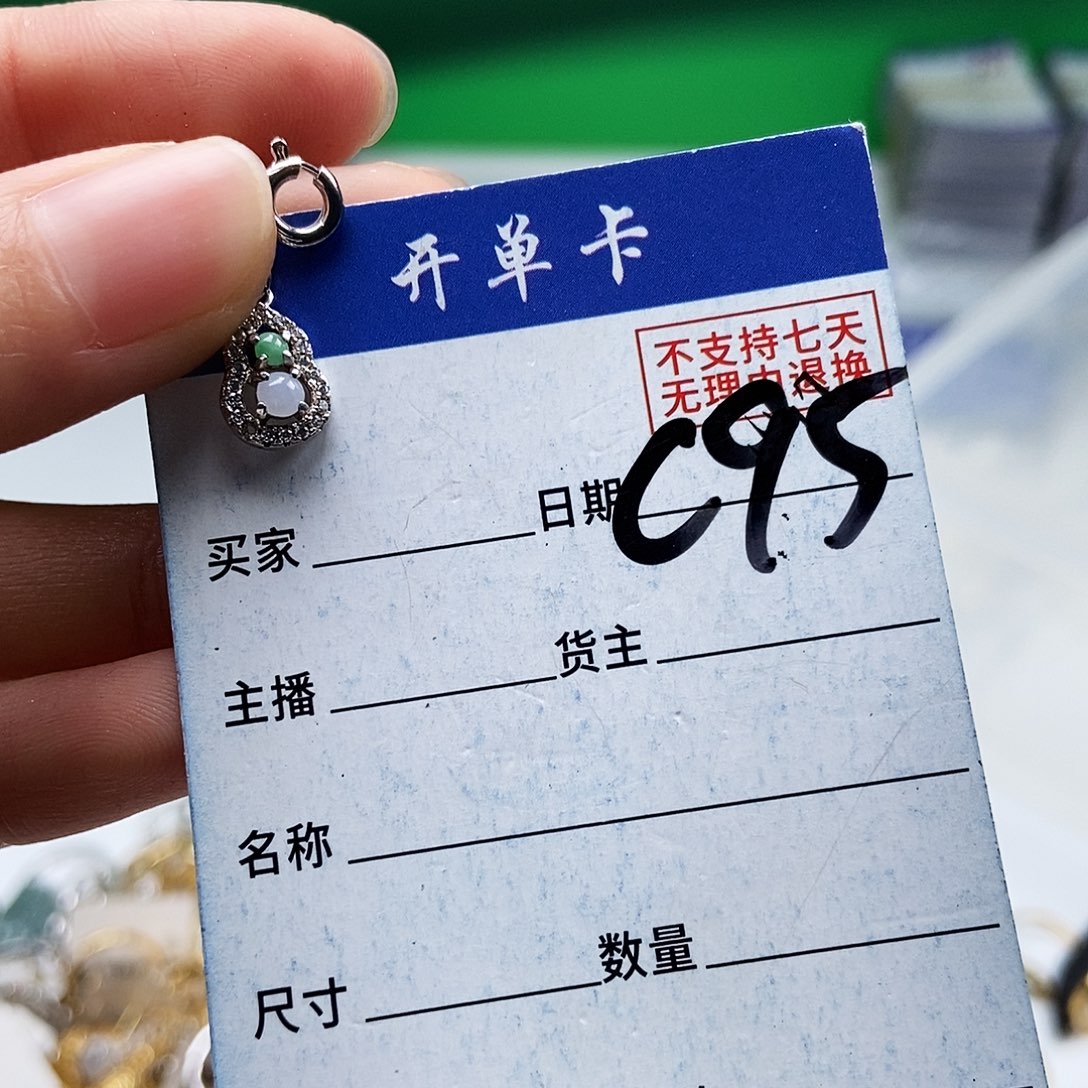 开单卡
不支持七天
无理由退换
C95
买家 日期
主播 货主
名称
尺寸 数量